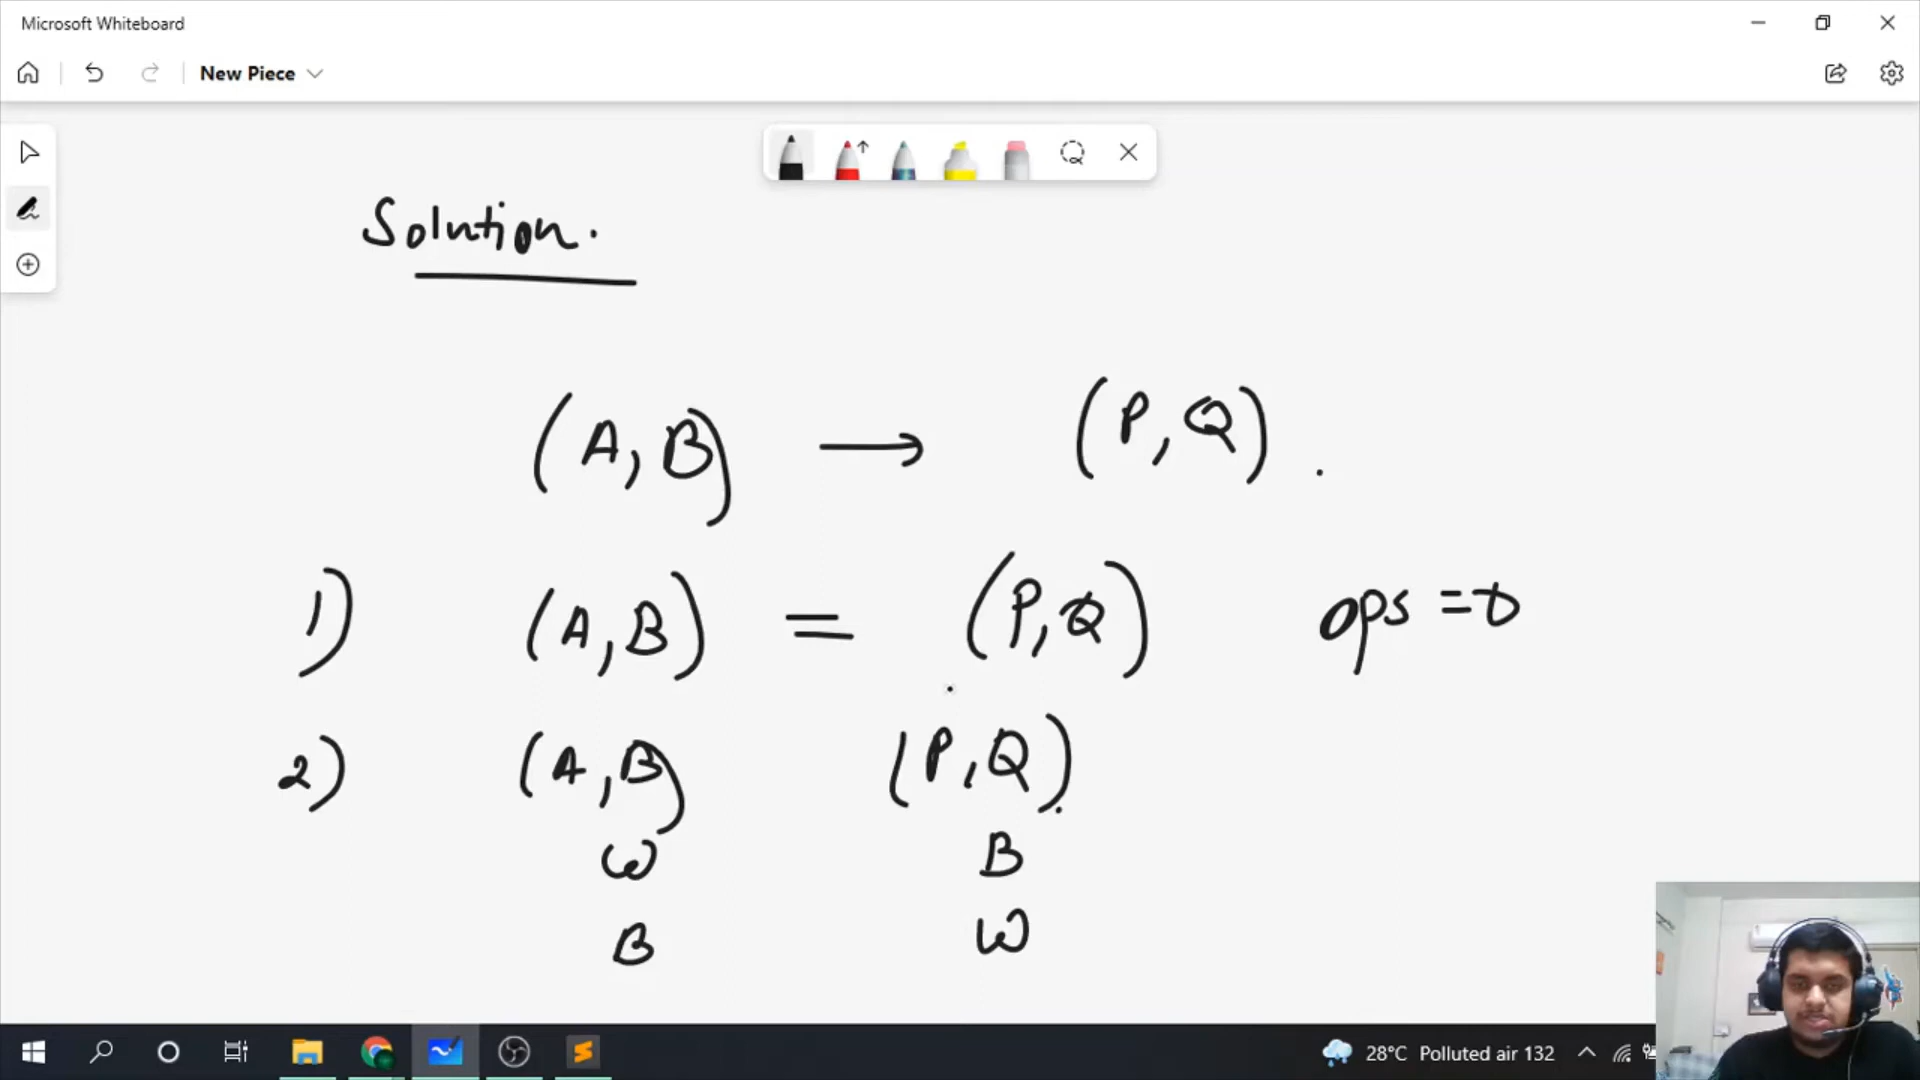 Microsoft Whiteboard
New Piece
Solution.
(A, B) → (P, Q).
1) (A, B) = (P, Q) ops = 0
2) (A, B) (P, Q).
W B
B W
28°C Polluted air 132